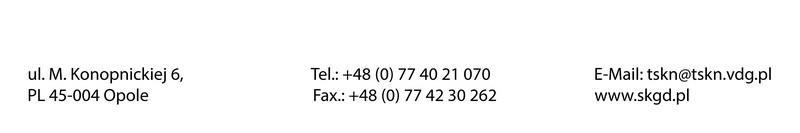 ul. M. Konopnickiej 6,
PL 45-004 Opole
Tel.: +48 (0) 77 40 21 070
Fax.: +48 (0) 77 42 30 262
E-Mail: tskn@tskn.vdg.pl
www.skgd.pl